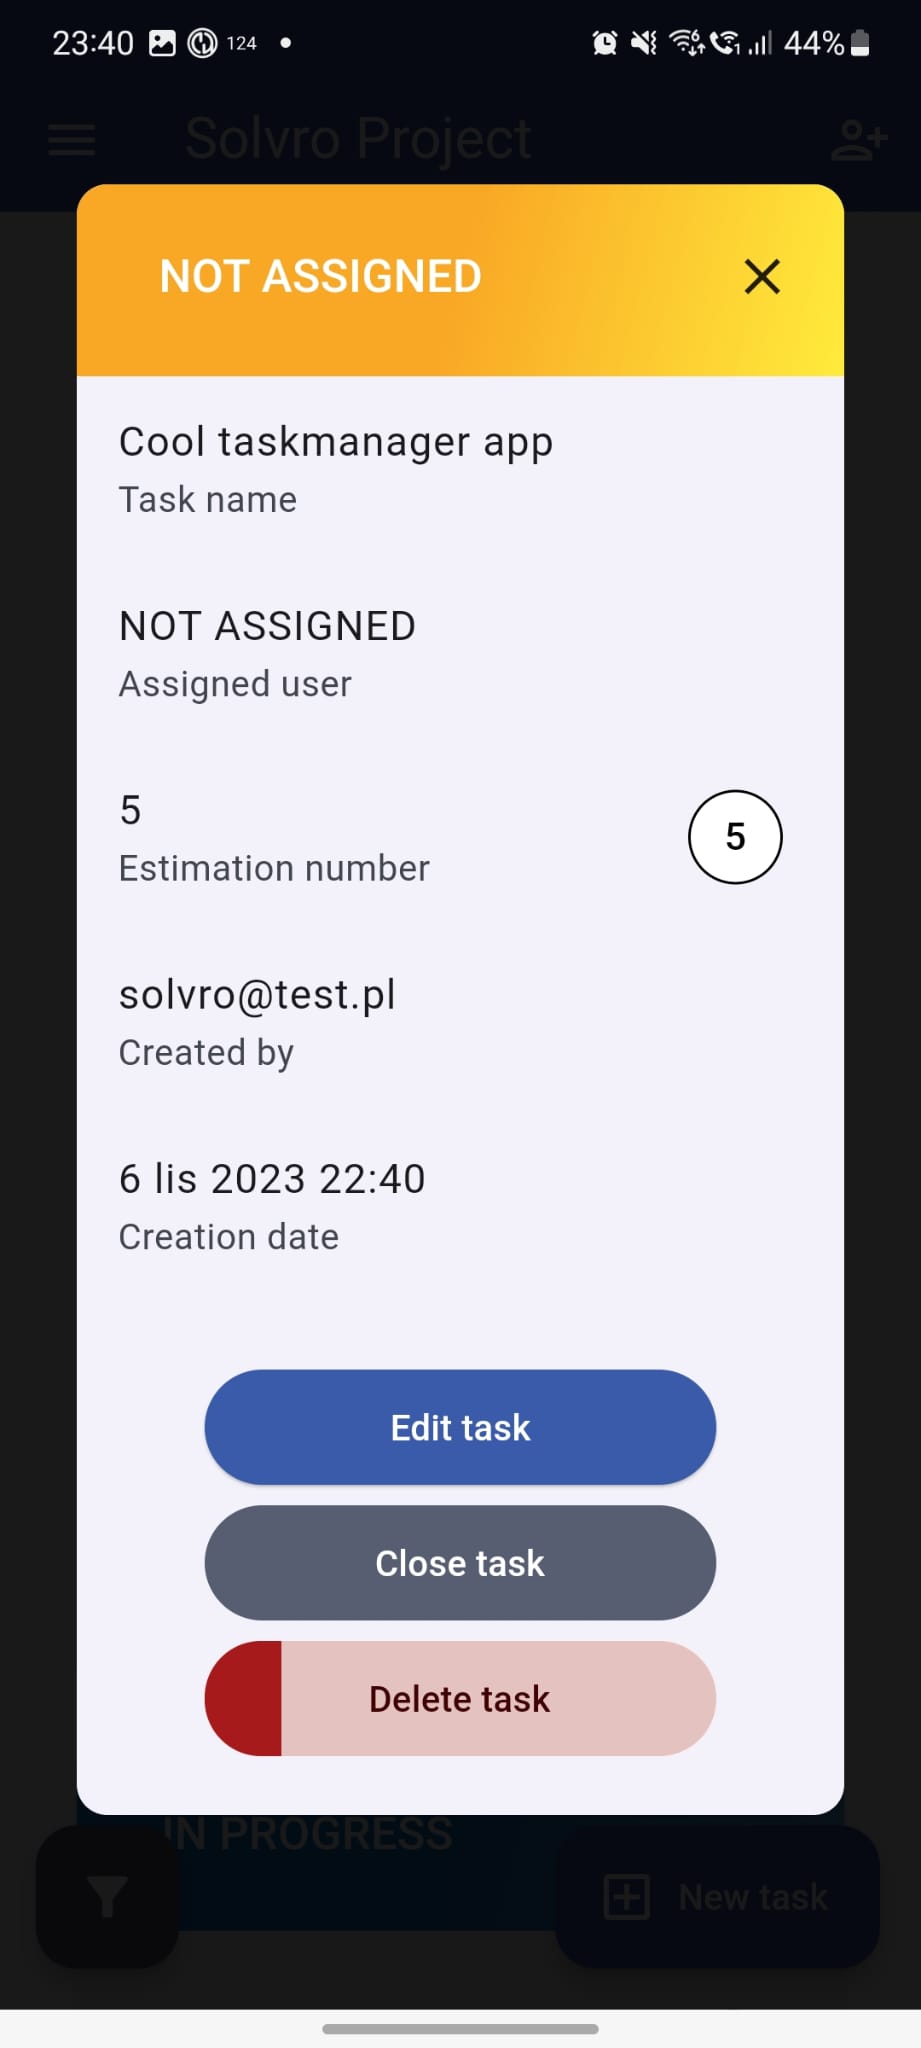 23:40 124 44%
Solvro Project
NOT ASSIGNED
Cool taskmanager app
Task name
NOT ASSIGNED
Assigned user
5
Estimation number
5
solvro@test.pl
Created by
6 lis 2023 22:40
Creation date
Edit task
Close task
Delete task
IN PROGRESS
New task